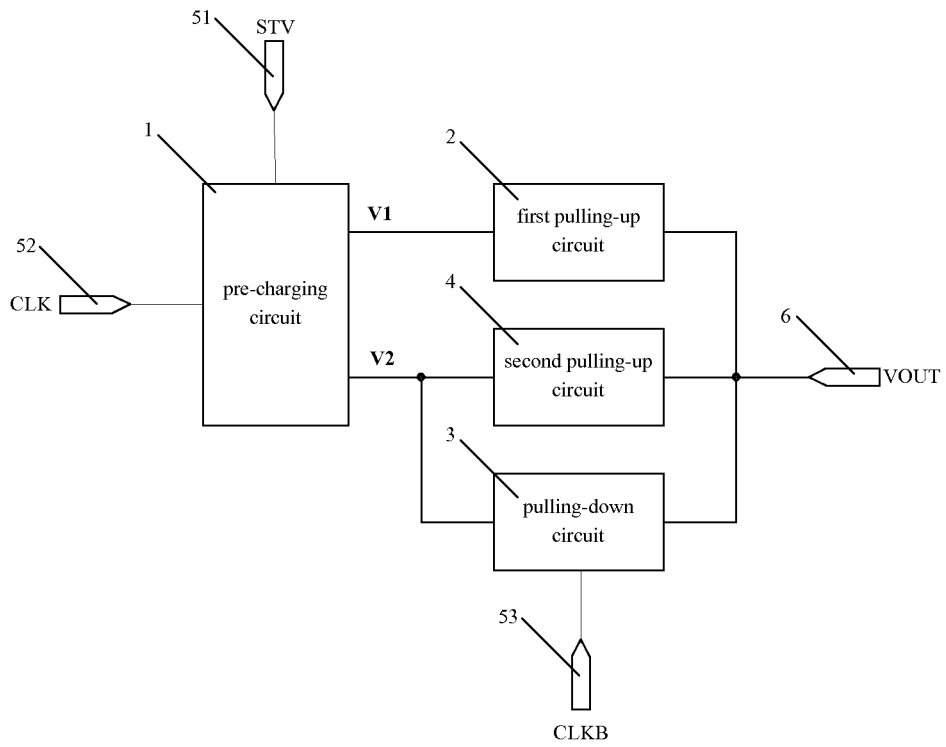 51
STV
1
2
V1
first pulling-up
circuit
52
CLK
pre-charging
circuit
4
6
V2
second pulling-up
circuit
VOUT
3
pulling-down
circuit
53
CLKB